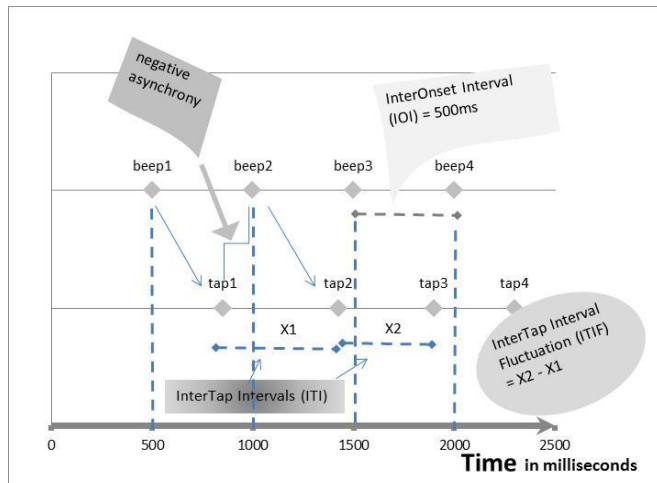 negative
asynchrony
InterOnset Interval
(IOI) = 500ms
beep1
beep2
beep3
beep4
tap1
tap2
tap3
tap4
X1
X2
InterTap Interval
Fluctuation (ITIF)
= X2 - X1
InterTap Intervals (ITI)
0
500
1000
1500
2000
2500
Time in milliseconds